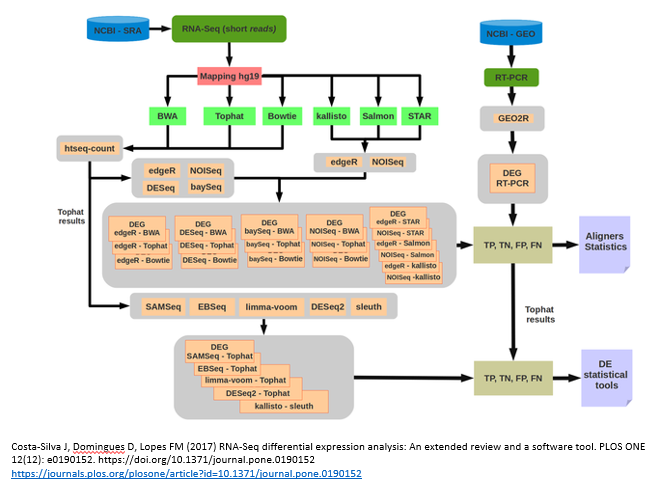 NCBI - SRA
RNA-Seq (short reads)
NCBI - GEO
Mapping hg19
RT-PCR
BWA
Tophat
Bowtie
kallisto
Salmon
STAR
GEO2R
htseq-count
edgeR NOISeq
DESeq baySeq
edgeR NOISeq
DEG
RT-PCR
Tophat
results
DEG
edgeR - BWA
edgeR - Tophat
edgeR - Bowtie
DEG
DESeq - BWA
DESeq - Tophat
DESeq - Bowtie
DEG
baySeq - BWA
baySeq - Tophat
baySeq - Bowtie
DEG
NOISeq - BWA
NOISeq - Tophat
NOISeq - Bowtie
DEG
edgeR - STAR
NOISeq - STAR
edgeR - Salmon
NOISeq - Salmon
edgeR - kallisto
NOISeq -kallisto
TP, TN, FP, FN
Aligners
Statistics
SAMSeq EBSeq limma-voom DESeq2 sleuth
Tophat
results
DEG
SAMSeq - Tophat
EBSeq - Tophat
limma-voom - Tophat
DESeq2 - Tophat
kallisto - sleuth
TP, TN, FP, FN
DE
statistical
tools
Costa-Silva J, Domingues D, Lopes FM (2017) RNA-Seq differential expression analysis: An extended review and a software tool. PLOS ONE
12(12): e0190152. https://doi.org/10.1371/journal.pone.0190152
https://journals.plos.org/plosone/article?id=10.1371/journal.pone.0190152